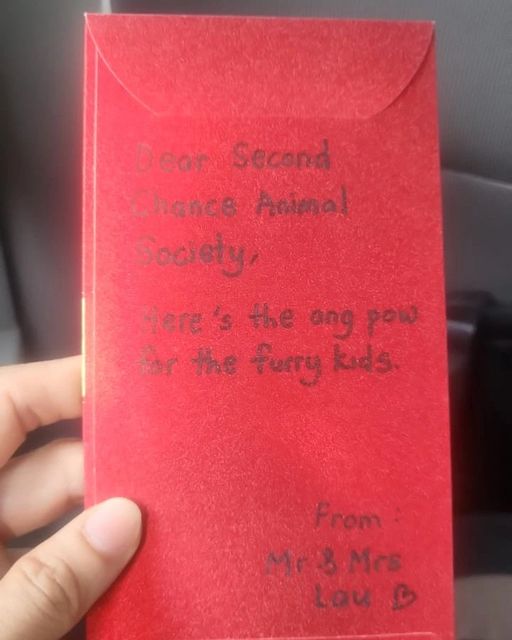 Dear Second
Chance Animal
Society,
Here's the ang pow
for the furry kids.
From:
Mr & Mrs
Lau